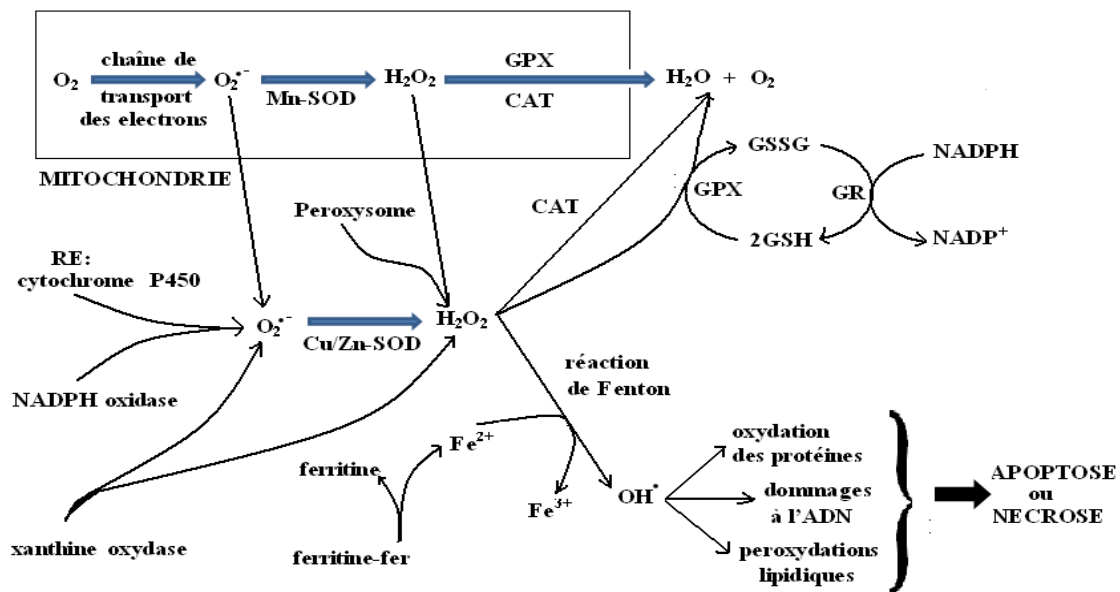 chaîne de
GPX
O₂
O₂•⁻
H₂O₂
H₂O + O₂
transport
des electrons
Mn-SOD
CAT
MITOCHONDRIE
GSSG
NADPH
GPX
GR
2GSH
NADP⁺
Peroxysome
CAT
RE:
cytochrome P450
O₂•⁻
H₂O₂
Cu/Zn-SOD
NADPH oxidase
réaction
de Fenton
Fe²⁺
ferritine
Fe³⁺
OH•
xanthine oxydase
ferritine-fer
oxydation
des protéines
dommages
à l'ADN
peroxydations
lipidiques
APOPTOSE
ou
NECROSE